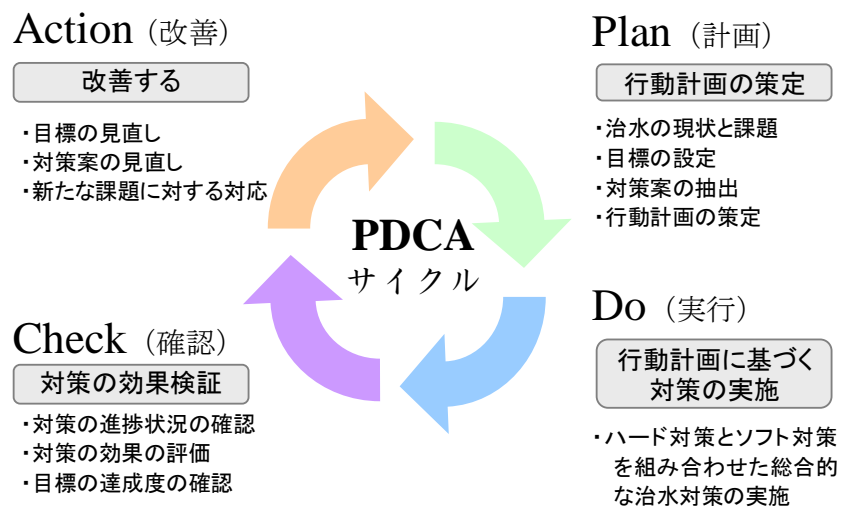 Action（改善）
改善する
・目標の見直し
・対策案の見直し
・新たな課題に対する対応
Plan（計画）
行動計画の策定
・治水の現状と課題
・目標の設定
・対策案の抽出
・行動計画の策定
PDCA
サイクル
Do（実行）
行動計画に基づく
対策の実施
・ハード対策とソフト対策
を組み合わせた総合的
な治水対策の実施
Check（確認）
対策の効果検証
・対策の進捗状況の確認
・対策の効果の評価
・目標の達成度の確認